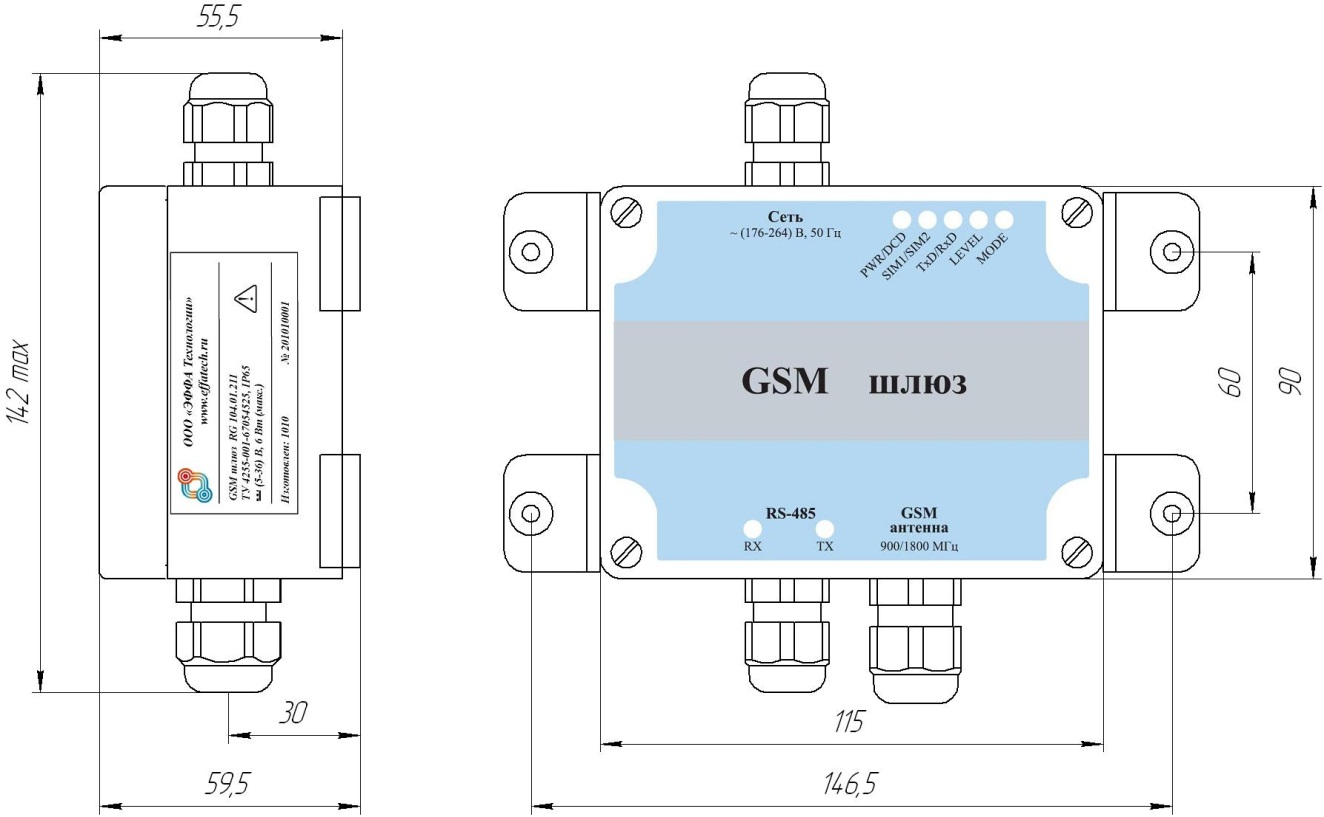 55,5
142 max
ООО «ЭФФА Технологии»
www.effatech.ru
GSM шлюз RG 104.01.211
ТУ 4255-001-67054525, IP65
(5-36) В, 6 Вт (макс.)
Изготовлен: 1010 № 201010001
30
59,5
Сеть
~ (176-264) В, 50 Гц
PWR/DCD
SIM1/SIM2
TxD/RxD
LEVEL
MODE
GSM шлюз
RS-485
RX TX
GSM
антенна
900/1800 МГц
60
90
115
146,5